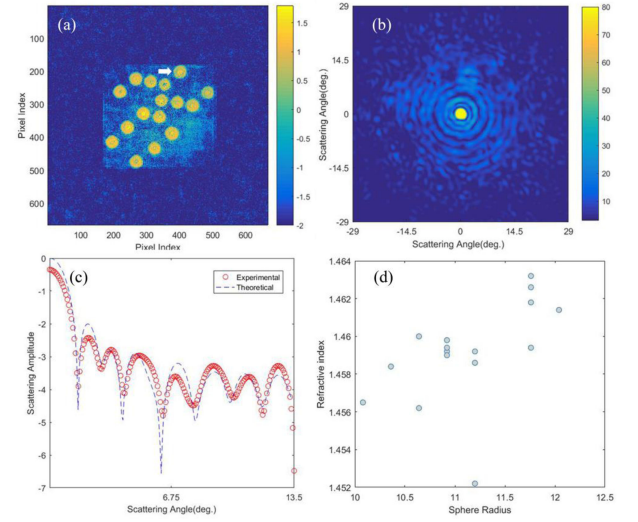 (a)
0
100
200
300
400
500
600
Pixel Index
100 200 300 400 500 600
Pixel Index
1.5
1
0.5
0
-0.5
-1
-1.5
-2
(b)
29
14.5
0
-14.5
-29
Scattering Angle(deg.)
-29 -14.5 0 14.5 29
Scattering Angle(deg.)
80
70
60
50
40
30
20
10
(c)
0
-1
-2
-3
-4
-5
-6
-7
Scattering Amplitude
Experimental
Theoretical
6.75 13.5
Scattering Angle(deg.)
(d)
1.464
1.462
1.46
1.458
1.456
1.454
1.452
Refractive index
10 10.5 11 11.5 12 12.5
Sphere Radius